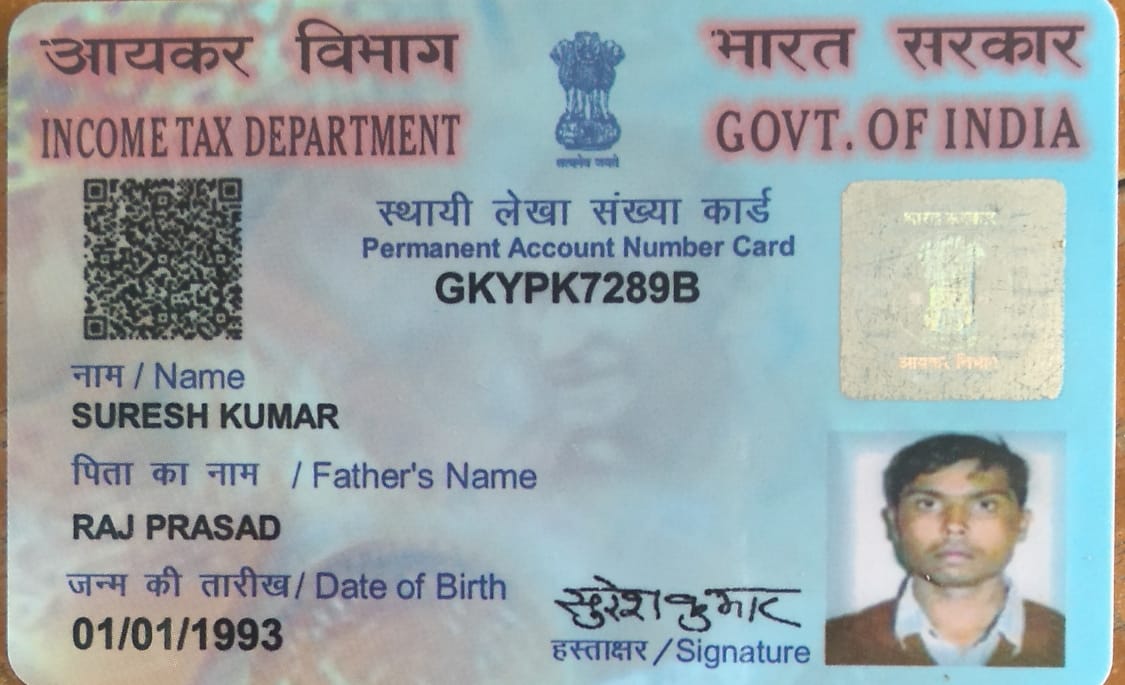 आयकर विभाग
INCOME TAX DEPARTMENT
सत्यमेव जयते
भारत सरकार
GOVT. OF INDIA
स्थायी लेखा संख्या कार्ड
Permanent Account Number Card
GKYPK7289B
भारत सरकार
आयकर विभाग
नाम / Name
SURESH KUMAR
पिता का नाम / Father's Name
RAJ PRASAD
जन्म की तारीख/ Date of Birth
01/01/1993
सुरेश कुमार
हस्ताक्षर / Signature